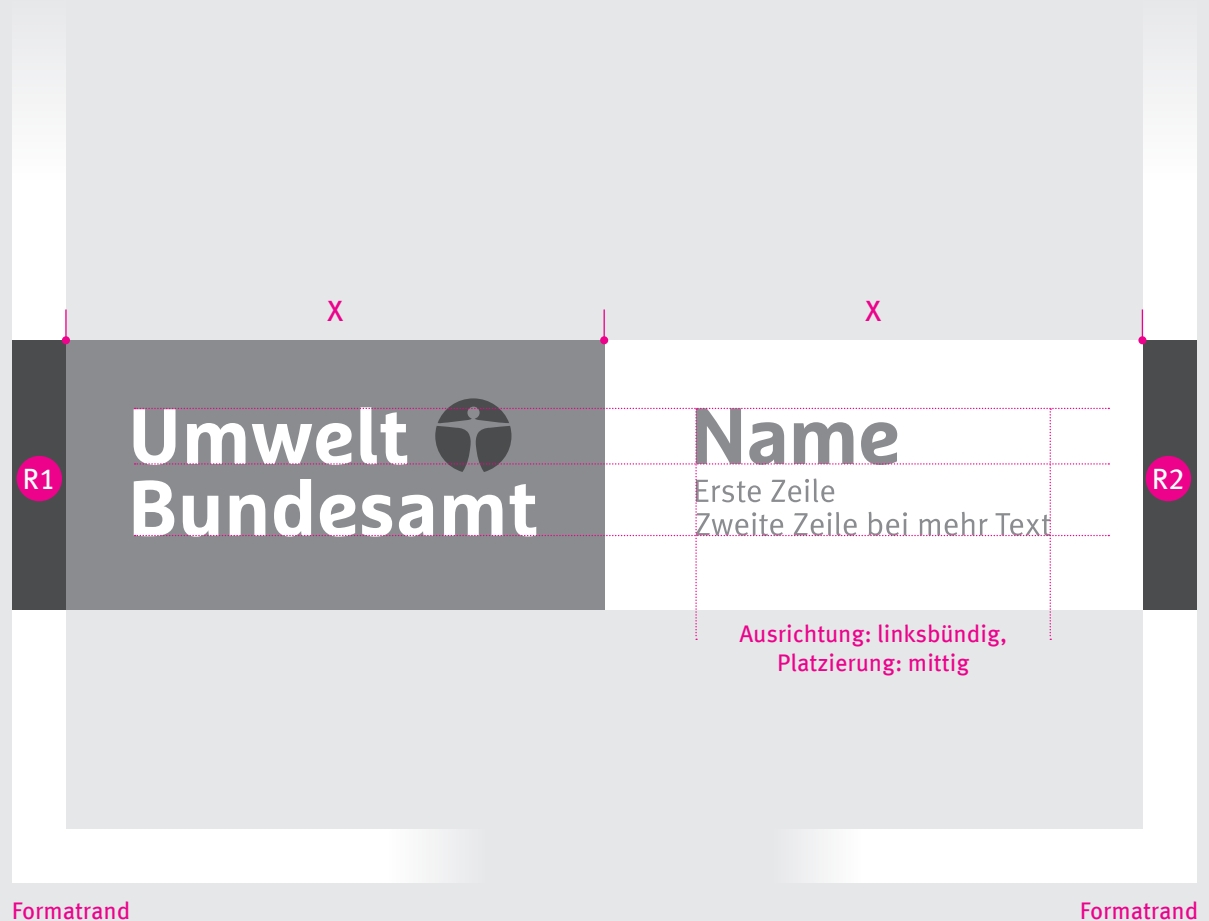 X
X
Umwelt
Bundesamt
Name
Erste Zeile
Zweite Zeile bei mehr Text
R1
R2
Ausrichtung: linksbündig,
Platzierung: mittig
Formatrand
Formatrand